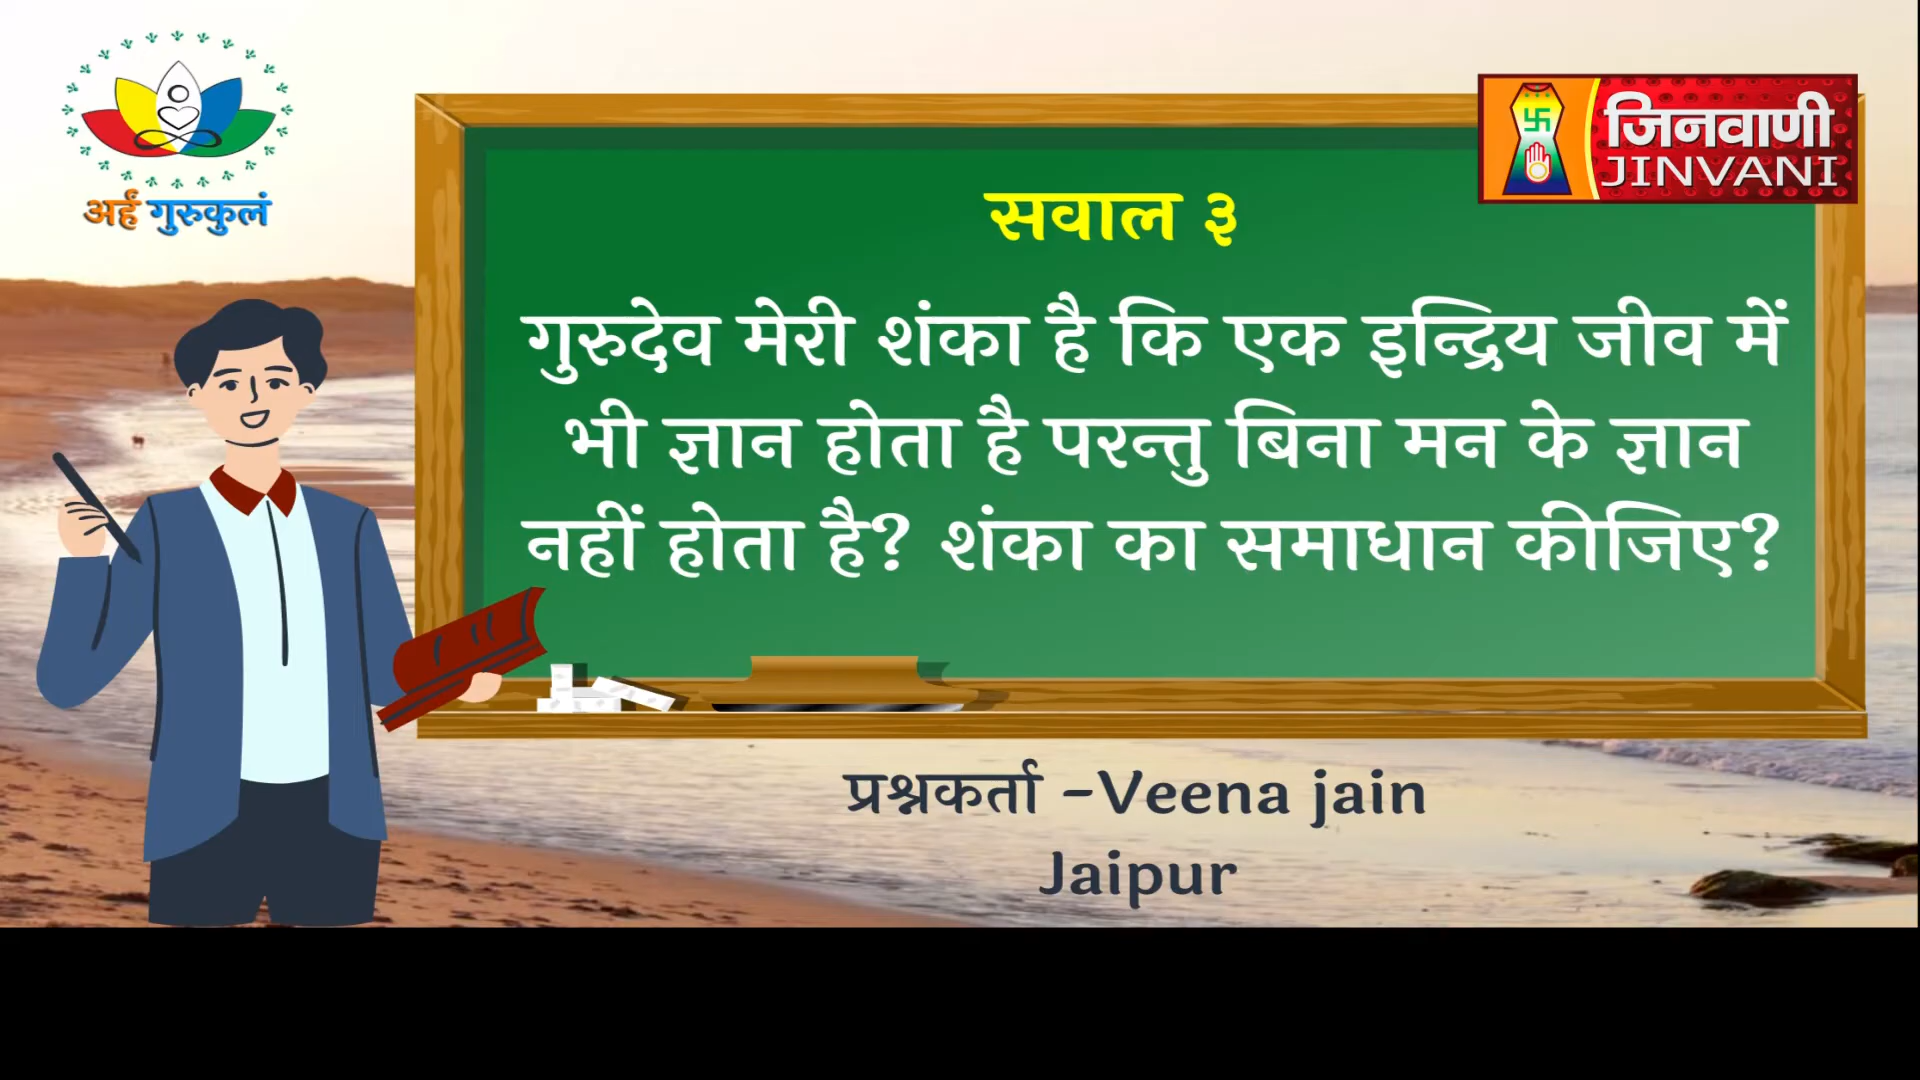 अर्हं गुरुकुलं
जिनवाणी
JINVANI
सवाल ३
गुरुदेव मेरी शंका है कि एक इन्द्रिय जीव में
भी ज्ञान होता है परन्तु बिना मन के ज्ञान
नहीं होता है? शंका का समाधान कीजिए?
प्रश्नकर्ता -Veena jain
Jaipur